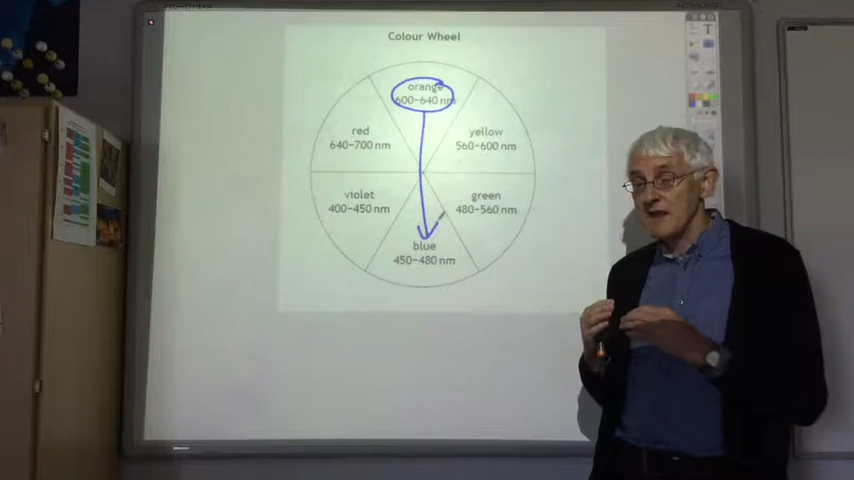 Colour Wheel
orange
600-640 nm
red
640-700 nm
yellow
560-600 nm
violet
400-450 nm
green
480-560 nm
blue
450-480 nm